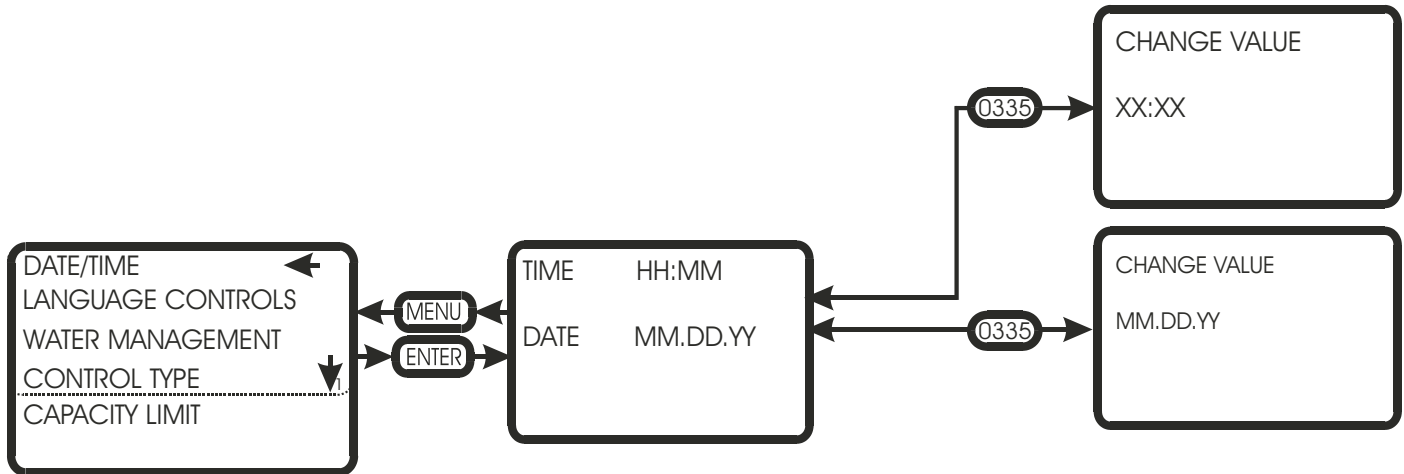 DATE/TIME
LANGUAGE CONTROLS
WATER MANAGEMENT
CONTROL TYPE
1
CAPACITY LIMIT
MENU
ENTER
TIME HH:MM
DATE MM.DD.YY
0335
CHANGE VALUE
XX:XX
0335
CHANGE VALUE
MM.DD.YY